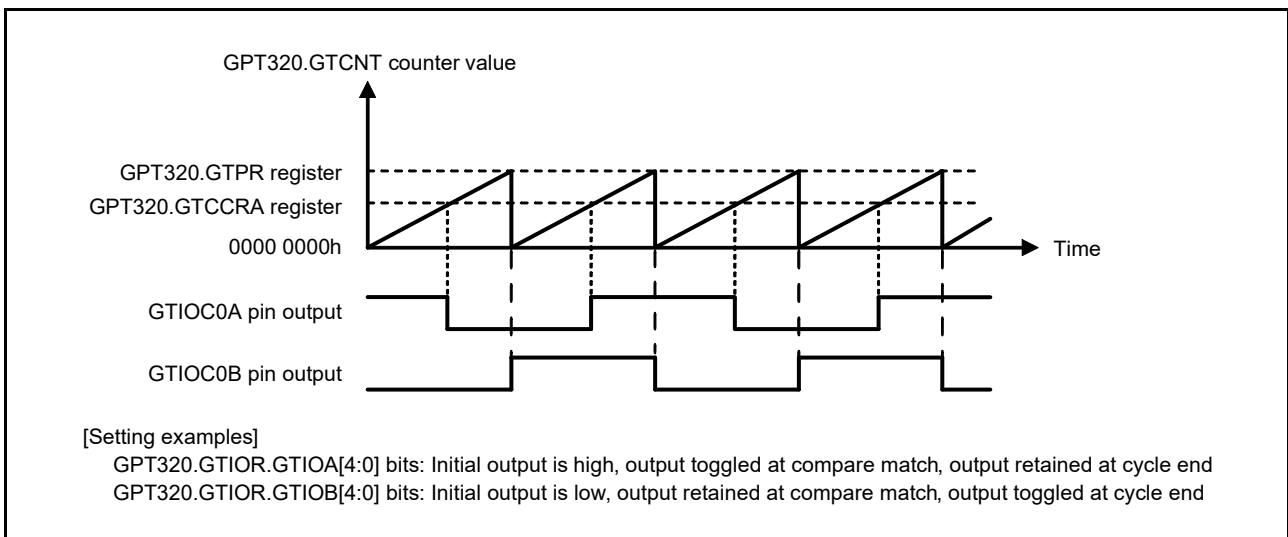 GPT320.GTCNT counter value
GPT320.GTPR register
GPT320.GTCCRA register
0000 0000h
Time
GTIOC0A pin output
GTIOC0B pin output
[Setting examples]
GPT320.GTIOR.GTIOA[4:0] bits: Initial output is high, output toggled at compare match, output retained at cycle end
GPT320.GTIOR.GTIOB[4:0] bits: Initial output is low, output retained at compare match, output toggled at cycle end